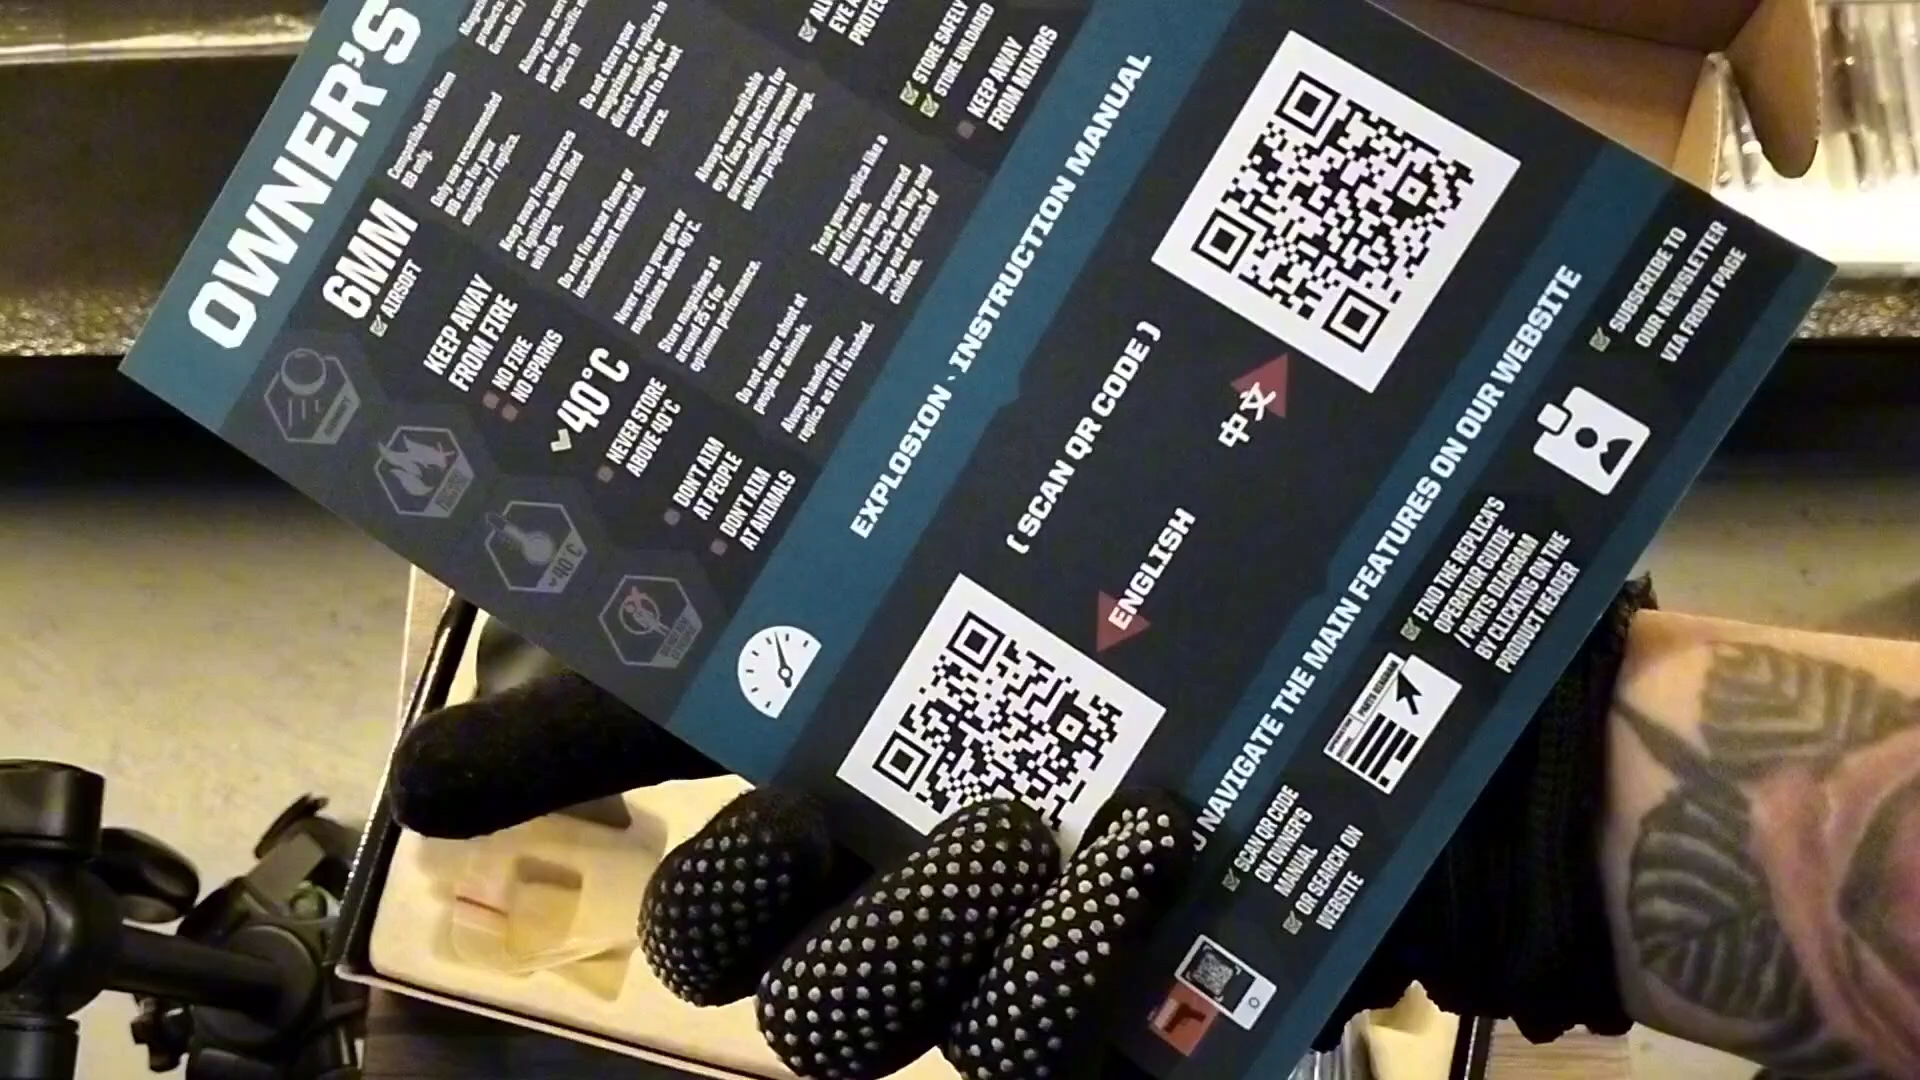 OWNER'S
6MM
AIRSOFT
Compatible with 6mm
BB only.
Only use recommended
BB size for your
magazine / replica.
KEEP AWAY
FROM FIRE
NO FIRE
NO SPARKS
Keep away from sources
of ignition when filled
with gas.
Do not fire near flame or
incandescent material.
Do not store your
magazines or replica in
direct sunlight or
exposed to a heat
source.
40°C
NEVER STORE
ABOVE 40°C
Never store your gas or
magazines above 40°C.
Store magazines at
around 25°C for
optimum performance.
Always wear suitable
eye / face protection for
surrounding personal
within projectile range.
DON'T AIM
AT PEOPLE
DON'T AIM
AT ANIMALS
Do not aim or shoot at
people or animals.
Always handle your
replica as if it is loaded.
STORE SAFELY
STORE UNLOADED
KEEP AWAY
FROM MINORS
Treat your replica like a
real firearm.
Always keep secured
under lock and key and
keep out of reach of
children.
40°C
EXPLOSION \ INSTRUCTION MANUAL
[ SCAN QR CODE ]
ENGLISH
中文
NAVIGATE THE MAIN FEATURES ON OUR WEBSITE
SCAN QR CODE
ON OWNER'S
MANUAL
OR SEARCH ON
WEBSITE
FIND THE REPLICA'S
OPERATOR GUIDE
/ PARTS DIAGRAM
BY CLICKING ON THE
PRODUCT HEADER
SUBSCRIBE TO
OUR NEWSLETTER
VIA FRONT PAGE